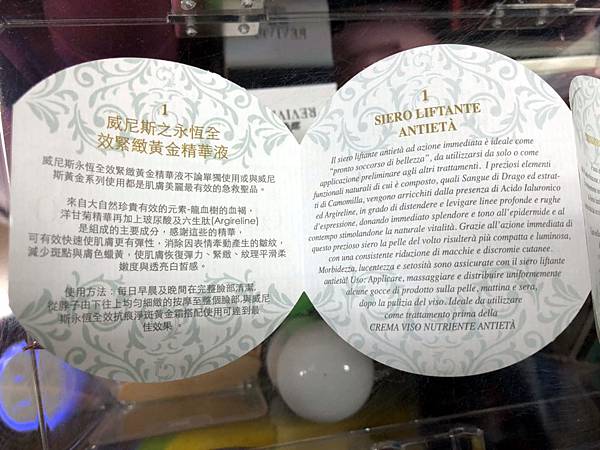 1
威尼斯之永恆全
效緊緻黃金精華液
威尼斯永恆全效緊緻黃金精華液不論單獨使用或與威尼
斯黃金系列使用都是肌膚美麗最有效的急救聖品。
來自大自然珍貴有效的元素-龍血樹的血褐，
洋甘菊精華再加上玻尿酸及六生肽(Argireline)
是組成的主要成分，感謝這些的精華，
可有效快速使肌膚更有彈性，消除因表情牽動產生的皺紋，
減少斑點與膚色蠟黃，使肌膚恢復彈力、緊緻、紋理平滑柔
嫩度與透亮白皙感。
使用方法：每日早晨及晚間在完整臉部清潔，
從脖子由下往上均勻細緻的按摩至整個臉部,與威尼
斯永恆全效抗痕淨斑黃金霜搭配使用可達到最
佳效果。
1
SIERO LIFTANTE
ANTIETÀ
Il siero liftante antietà ad azione immediata è ideale come
"pronto soccorso di bellezza", da utilizzarsi da solo o come
applicazione preliminare agli altri trattamenti. I preziosi elementi
funzionali naturali di cui è composto, quali Sangue di Drago ed estrat-
ti di Camomilla, vengono arricchiti dalla presenza di Acido Ialuronico
ed Argireline, in grado di distendere e levigare linee profonde e rughe
d'espressione, donando immediato splendore e tono all'epidermide e al
contempo stimolandone la naturale vitalità. Grazie all'azione immediata di
questo prezioso siero la pelle del volto risulterà più compatta e luminosa,
con una consistente riduzione di macchie e discromie cutanee.
Morbidezza, lucentezza e setosità sono assicurate con il siero liftante
antietà! Uso: Applicare, massaggiare e distribuire uniformemente
alcune gocce di prodotto sulla pelle, mattina e sera,
dopo la pulizia del viso. Ideale da utilizzare
come trattamento prima della
CREMA VISO NUTRIENTE ANTIETÀ